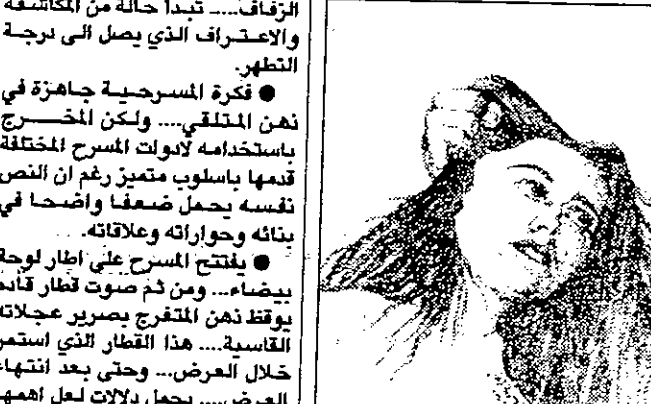 الزفاف.... تبدأ حالة من المكاشفة
والاعتراف الذي يصل الى درجة
التطهر.
● فكرة المسرحية جاهزة في
ذهن المتلقي.... ولكن المخرج
باستخدامه لادوات المسرح المختلفة
قدمها باسلوب متميز رغم ان النص
نفسه يحمل ضعفا واضحا في
بنائه وحواراته وعلاقاته.
● يفتتح المسرح على اطار لوحة
بيضاء... ومن ثم صوت قطار قادم
يوقظ ذهن المتفرج بصرير عجلاته
القاسية.... هذا القطار الذي استمر
خلال العرض... وحتى بعد انتهاء
العرض.... يحمل دلالات لعل اهمها